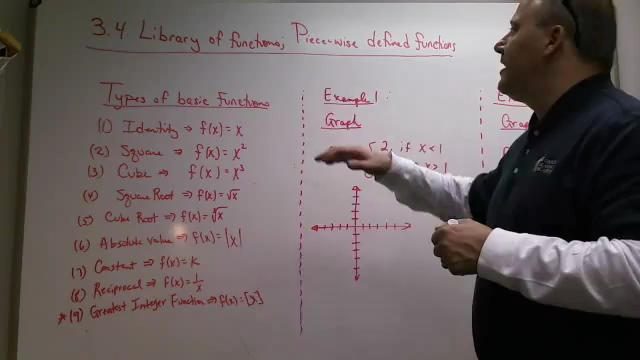 3.4 Library of functions; Piece-wise defined functions
Types of basic Functions
(1) Identity ⇒ f(x) = x
(2) Square ⇒ f(x) = x²
(3) Cube ⇒ f(x) = x³
(4) Square Root ⇒ f(x) = √x
(5) Cube Root ⇒ f(x) = ∛x
(6) Absolute value ⇒ f(x) = |x|
(7) Constant ⇒ f(x) = K
(8) Reciprocal ⇒ f(x) = 1/x
*(9) Greatest Integer Function ⇒ f(x) = [x]
Example 1:
Graph
2 if x<1
x>1